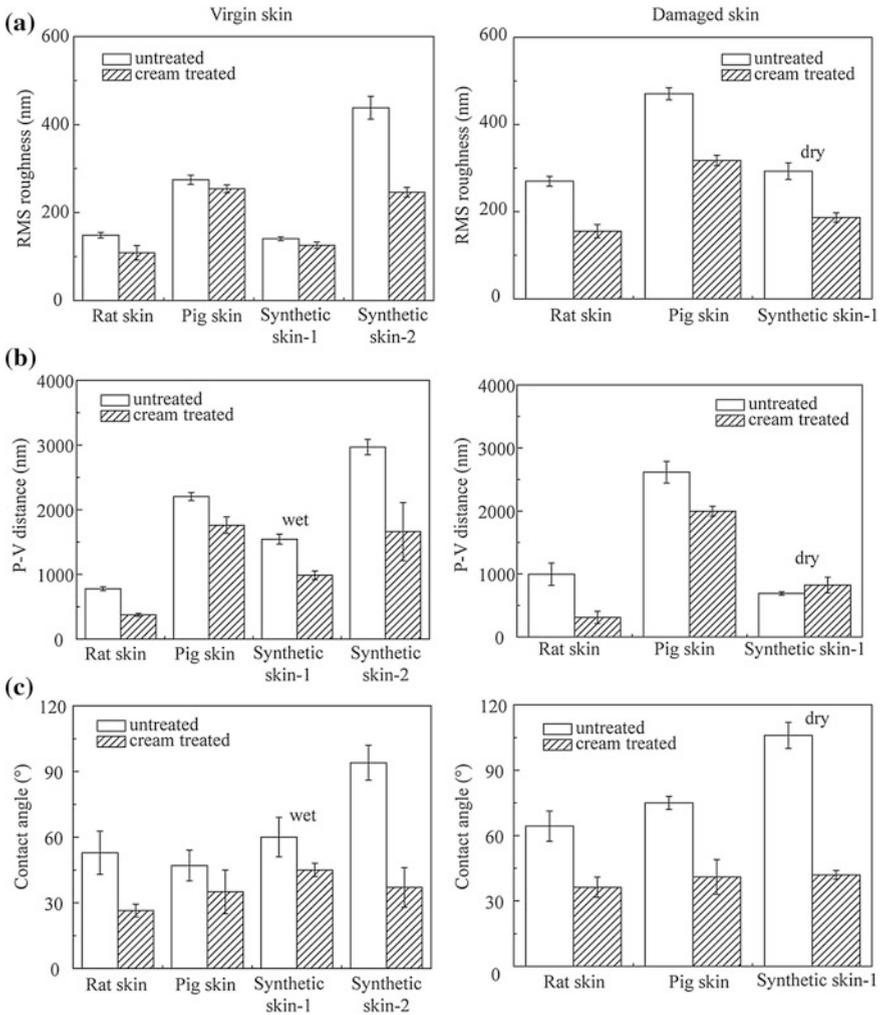 Virgin skin
Damaged skin
(a)
600
400
200
0
RMS roughness (nm)
untreated
cream treated
Rat skin
Pig skin
Synthetic
skin-1
Synthetic
skin-2
600
400
200
0
RMS roughness (nm)
untreated
cream treated
dry
Rat skin
Pig skin
Synthetic skin-1
(b)
4000
3000
2000
1000
0
P-V distance (nm)
untreated
cream treated
wet
Rat skin
Pig skin
Synthetic
skin-1
Synthetic
skin-2
4000
3000
2000
1000
0
P-V distance (nm)
untreated
cream treated
dry
Rat skin
Pig skin
Synthetic skin-1
(c)
120
90
60
30
0
Contact angle (°)
untreated
cream treated
wet
Rat skin
Pig skin
Synthetic
skin-1
Synthetic
skin-2
120
90
60
30
0
Contact angle (°)
untreated
cream treated
dry
Rat skin
Pig skin
Synthetic skin-1